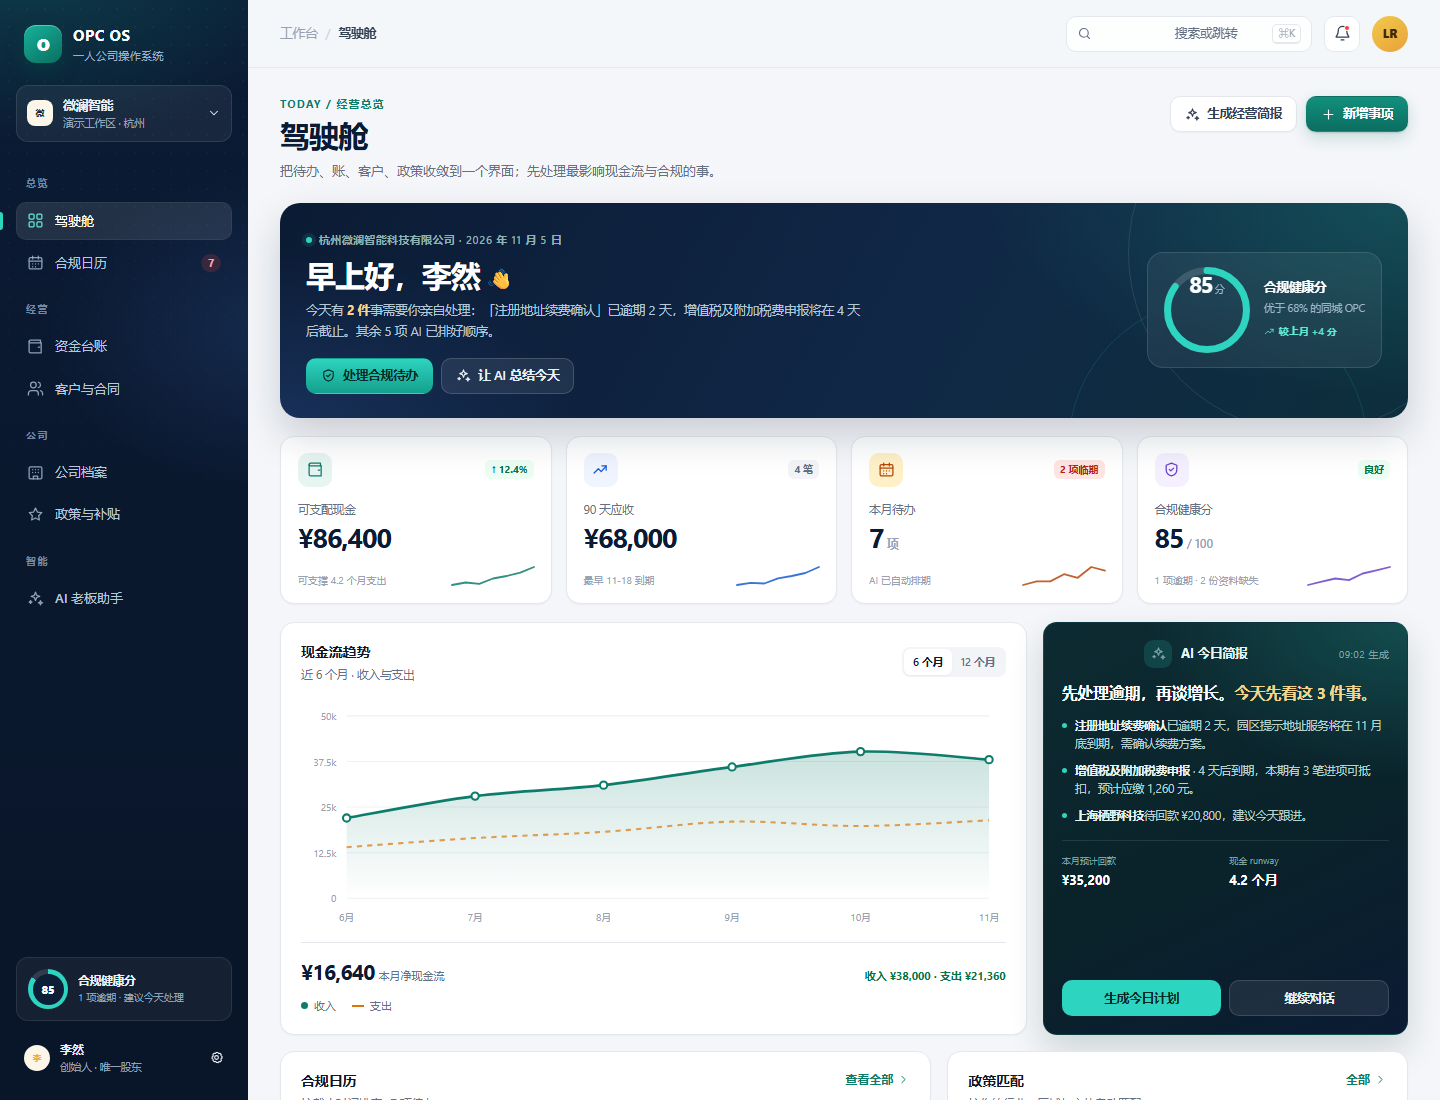 OPC OS
一人公司操作系统
微
微澜智能
演示工作区 · 杭州
总览
驾驶舱
合规日历
7
经营
资金台账
客户与合同
公司
公司档案
政策与补贴
智能
AI 老板助手
85
合规健康分
1 项逾期 · 建议今天处理
李
李然
创始人 · 唯一股东
工作台 / 驾驶舱
搜索或跳转
⌘K
LR
TODAY / 经营总览
驾驶舱
把待办、账、客户、政策收敛到一个界面；先处理最影响现金流与合规的事。
生成经营简报
新增事项
杭州微澜智能科技有限公司 · 2026 年 11 月 5 日
早上好，李然 👋
今天有 2 件事需要你亲自处理：「注册地址续费确认」已逾期 2 天，增值税及附加税费申报将在 4 天
后截止。其余 5 项 AI 已排好顺序。
处理合规待办
让 AI 总结今天
85 分
合规健康分
优于 68% 的同城 OPC
较上月 +4 分
↑ 12.4%
可支配现金
¥86,400
可支撑 4.2 个月支出
4 笔
90 天应收
¥68,000
最早 11-18 到期
2 项临期
本月待办
7 项
AI 已自动排期
良好
合规健康分
85 / 100
1 项逾期 · 2 份资料缺失
现金流趋势
近 6 个月 · 收入与支出
6 个月
12 个月
50k
37.5k
25k
12.5k
0
6月
7月
8月
9月
10月
11月
¥16,640 本月净现金流
收入 ¥38,000 · 支出 ¥21,360
收入
支出
AI 今日简报
09:02 生成
先处理逾期，再谈增长。今天先看这 3 件事。
注册地址续费确认已逾期 2 天，园区提示地址服务将在 11 月
底到期，需确认续费方案。
增值税及附加税费申报 · 4 天后到期，本期有 3 笔进项可抵
扣，预计应缴 1,260 元。
上海栖野科技待回款 ¥20,800，建议今天跟进。
本月预计回款
¥35,200
现金 runway
4.2 个月
生成今日计划
继续对话
合规日历
查看全部
政策匹配
全部